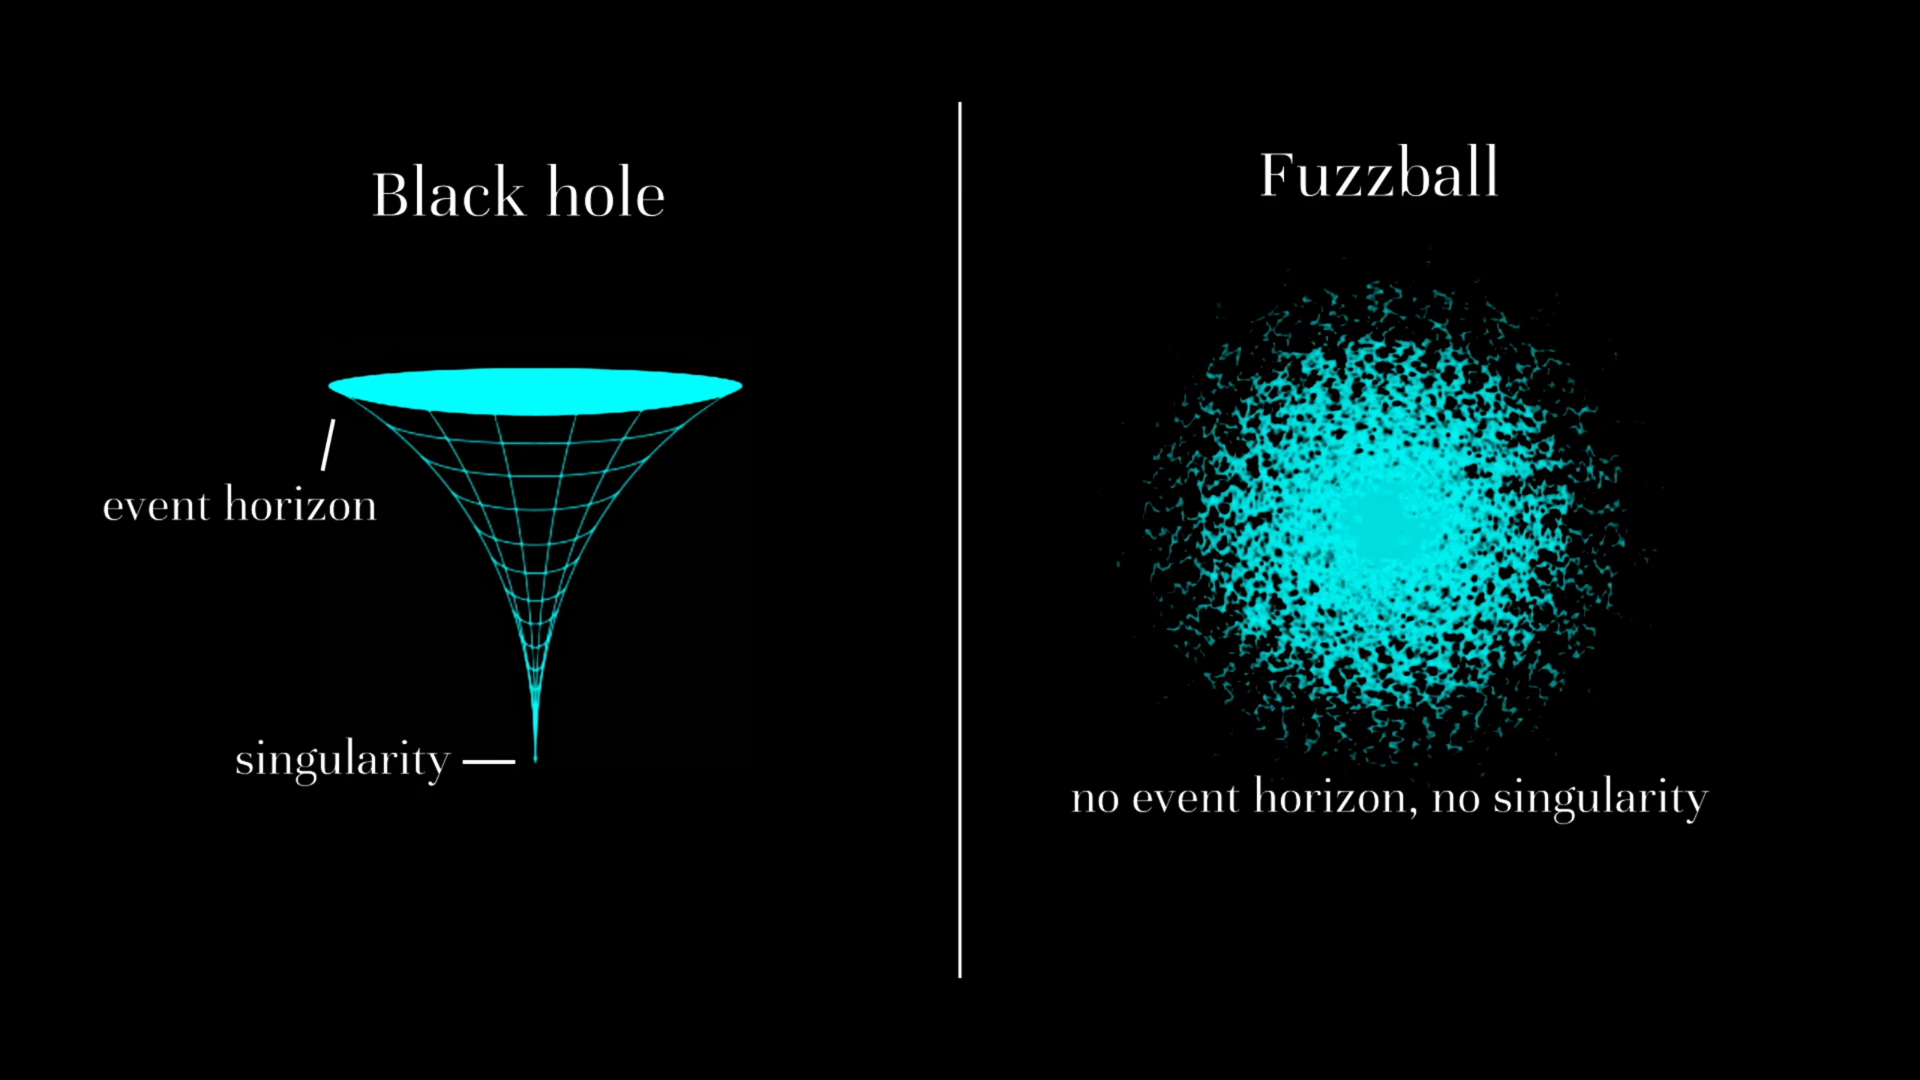 Black hole
event horizon
singularity
Fuzzball
no event horizon, no singularity